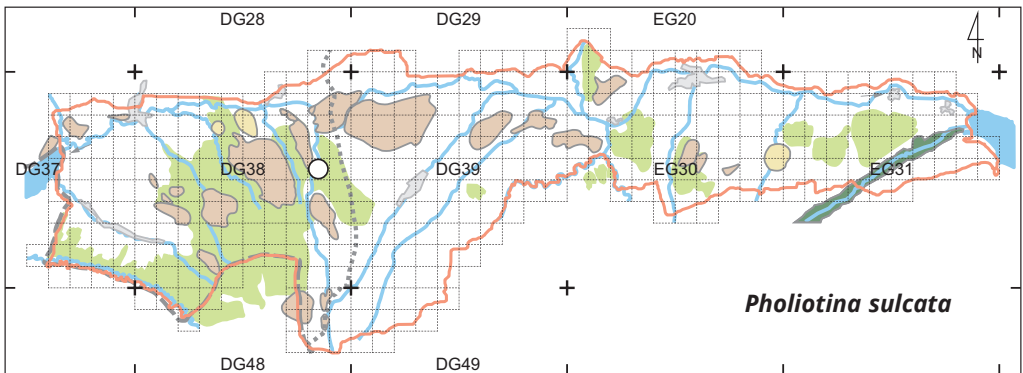 DG28 DG29 EG20
N
DG37 DG38 DG39 EG30 EG31
Pholiotina sulcata
DG48 DG49